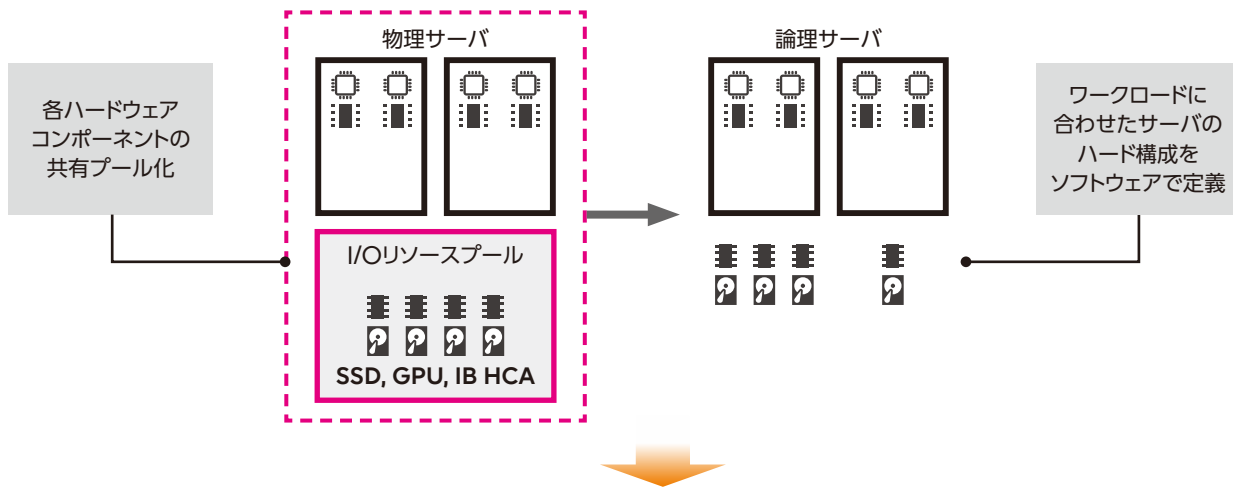 物理サーバ
論理サーバ
各ハードウェア
コンポーネントの
共有プール化
ワークロードに
合わせたサーバの
ハード構成を
ソフトウェアで定義
I/Oリソースプール
SSD, GPU, IB HCA